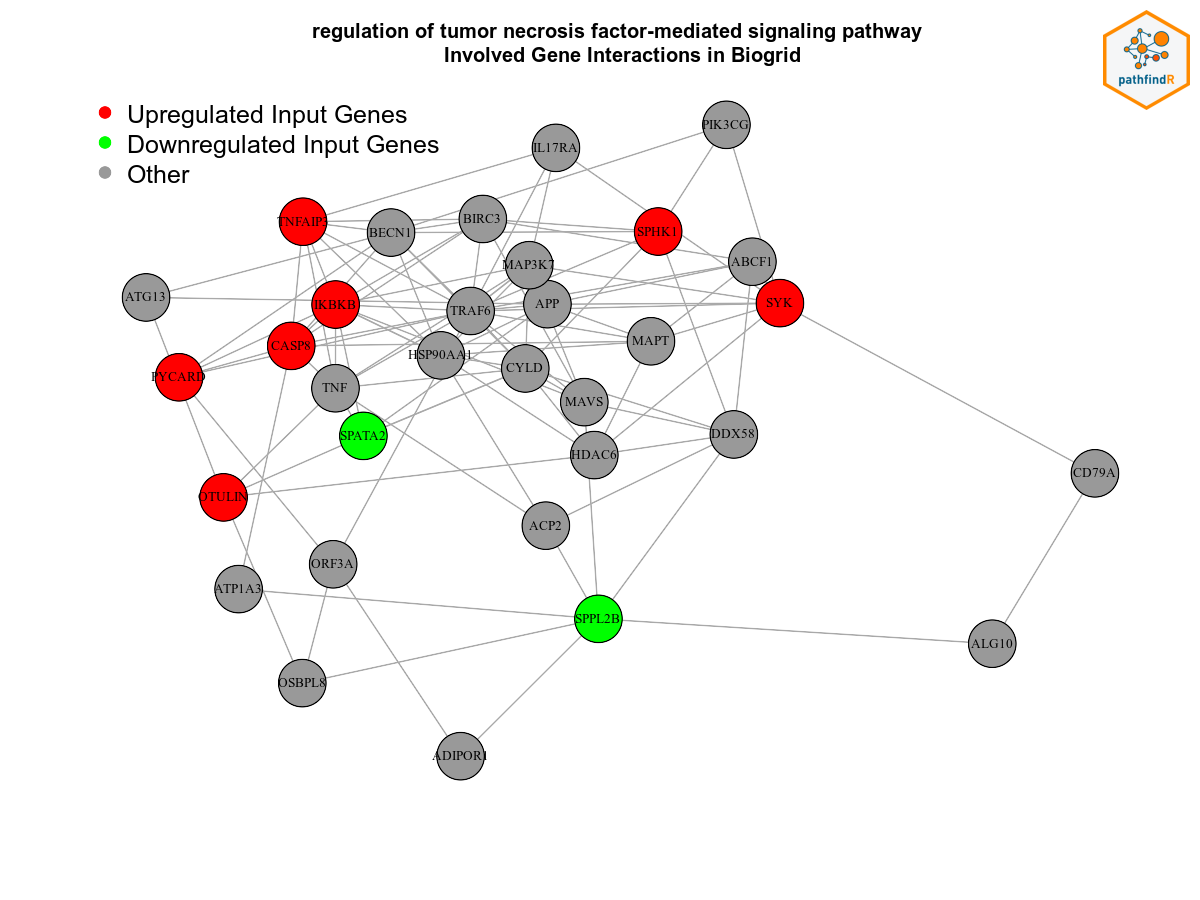 regulation of tumor necrosis factor-mediated signaling pathway
Involved Gene Interactions in Biogrid
pathfindR
Upregulated Input Genes
Downregulated Input Genes
Other
PIK3CG
IL17RA
TNFAIP3
BECN1
BIRC3
SPHK1
MAP3K7
ABCF1
ATG13
IKBKB
TRAF6
APP
SYK
CASP8
HSP90AA1
MAPT
PYCARD
TNF
CYLD
MAVS
SPATA2
DDX58
HDAC6
CD79A
OTULIN
ACP2
ORF3A
ATP1A3
SPPL2B
ALG10
OSBPL8
ADIPOR1